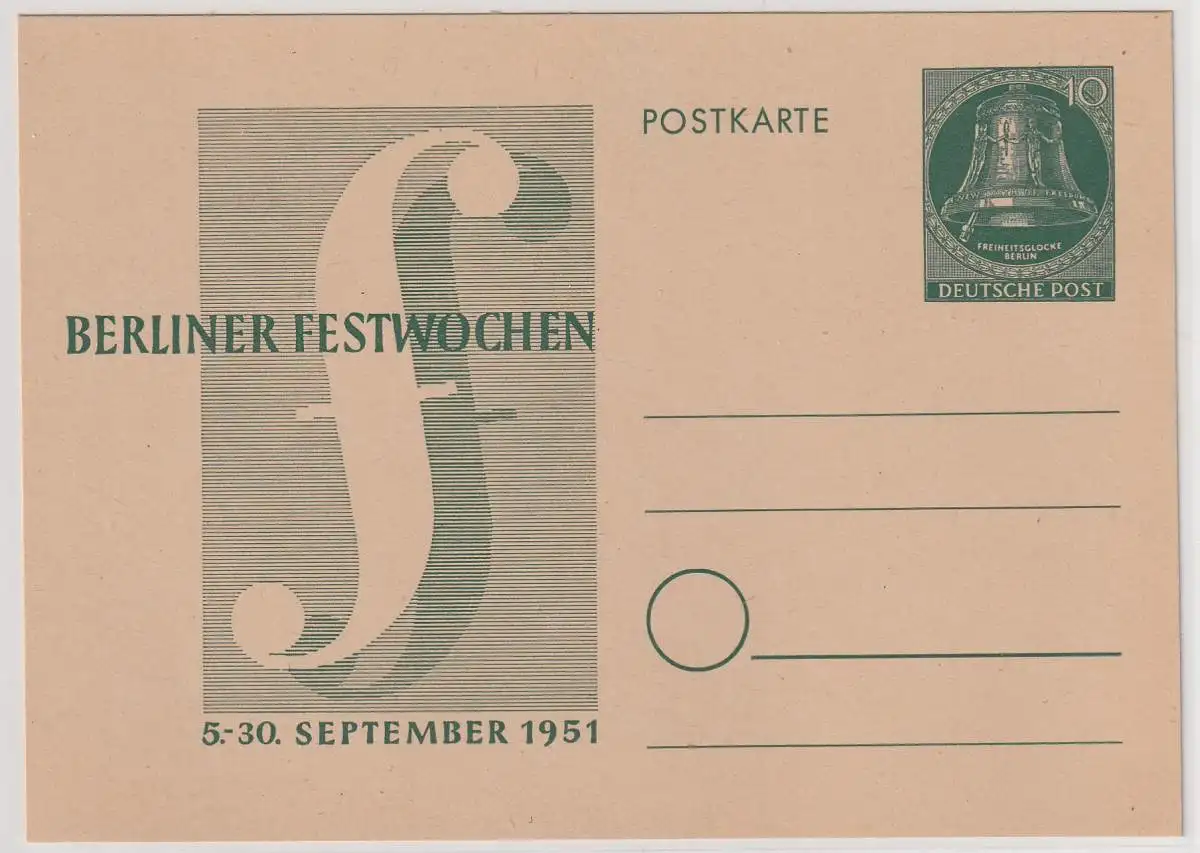 BERLINER FESTWOCHEN
5.-30. SEPTEMBER 1951
POSTKARTE
10
FREIHEITSGLOCKE
BERLIN
DEUTSCHE POST